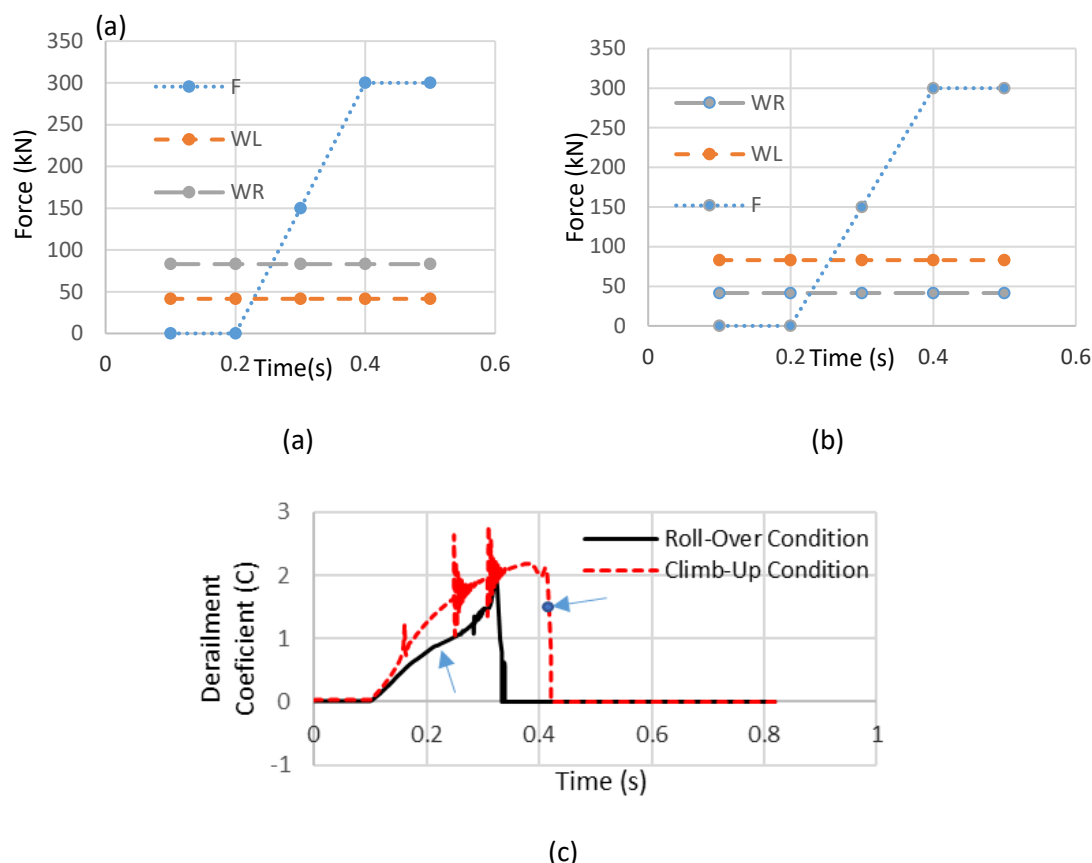 (a)
350
300
250
200
150
100
50
0
Force (kN)
F
WL
WR
0
0.2
0.4
0.6
Time(s)
(a)
350
300
250
200
150
100
50
0
Force (kN)
WR
WL
F
0
0.2
0.4
0.6
Time (s)
(b)
3
2
1
0
-1
Derailment
Coeficient (C)
Roll-Over Condition
Climb-Up Condition
0
0.2
0.4
0.6
0.8
1
Time (s)
(c)